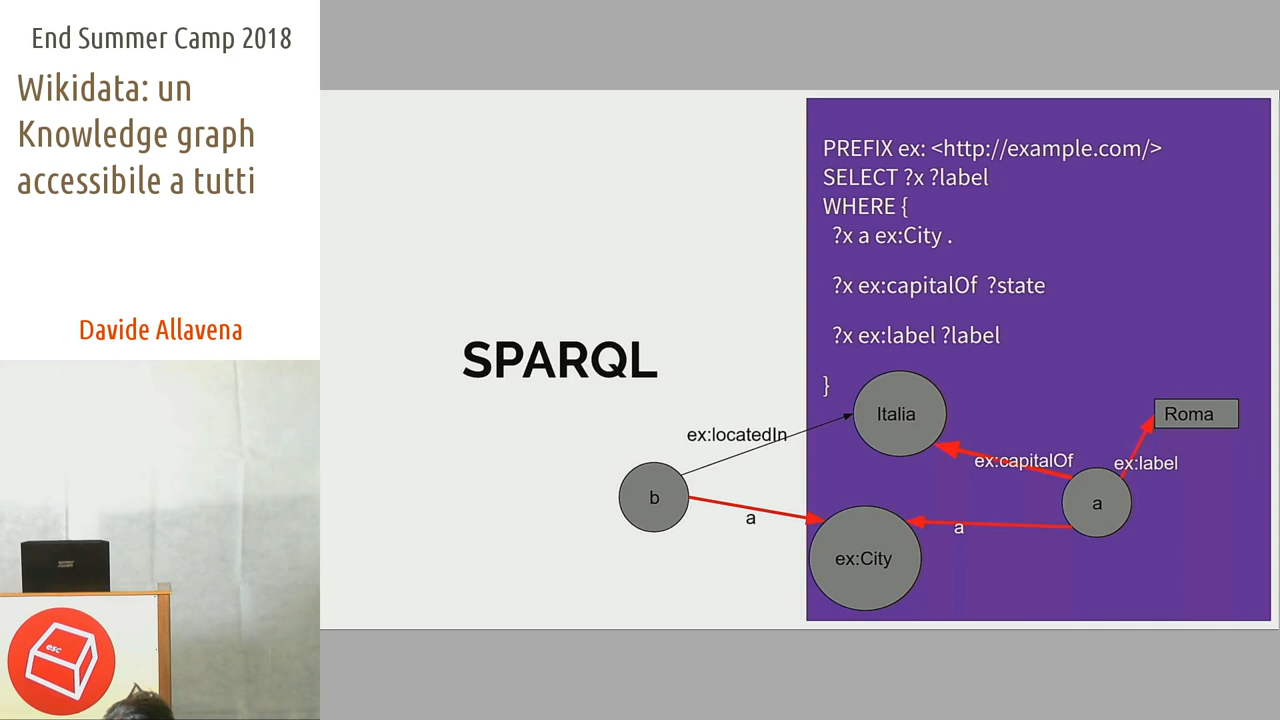 End Summer Camp 2018
Wikidata: un
Knowledge graph
accessibile a tutti
Davide Allavena
esc
SPARQL
PREFIX ex: <http://example.com/>
SELECT ?x ?label
WHERE {
?x a ex:City .
?x ex:capitalOf ?state
?x ex:label ?label
}
Italia
Roma
ex:locatedIn
ex:capitalOf
ex:label
b
a
a
a
ex:City